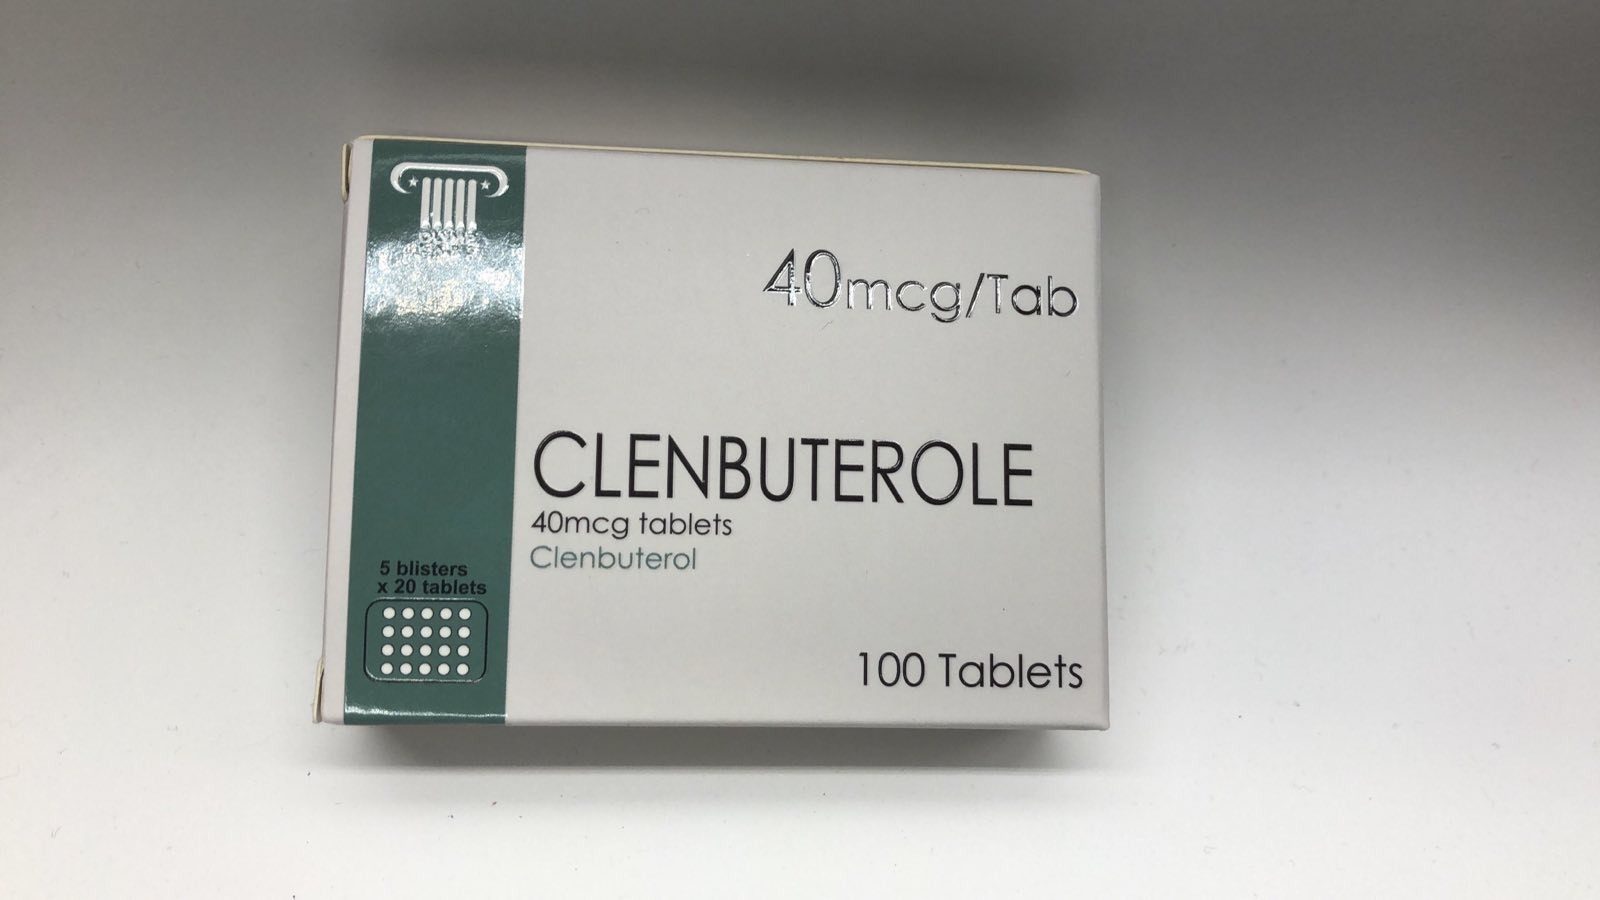 40mcg/Tab
CLENBUTEROLE
40mcg tablets
Clenbuterol
5 blisters
x 20 tablets
100 Tablets